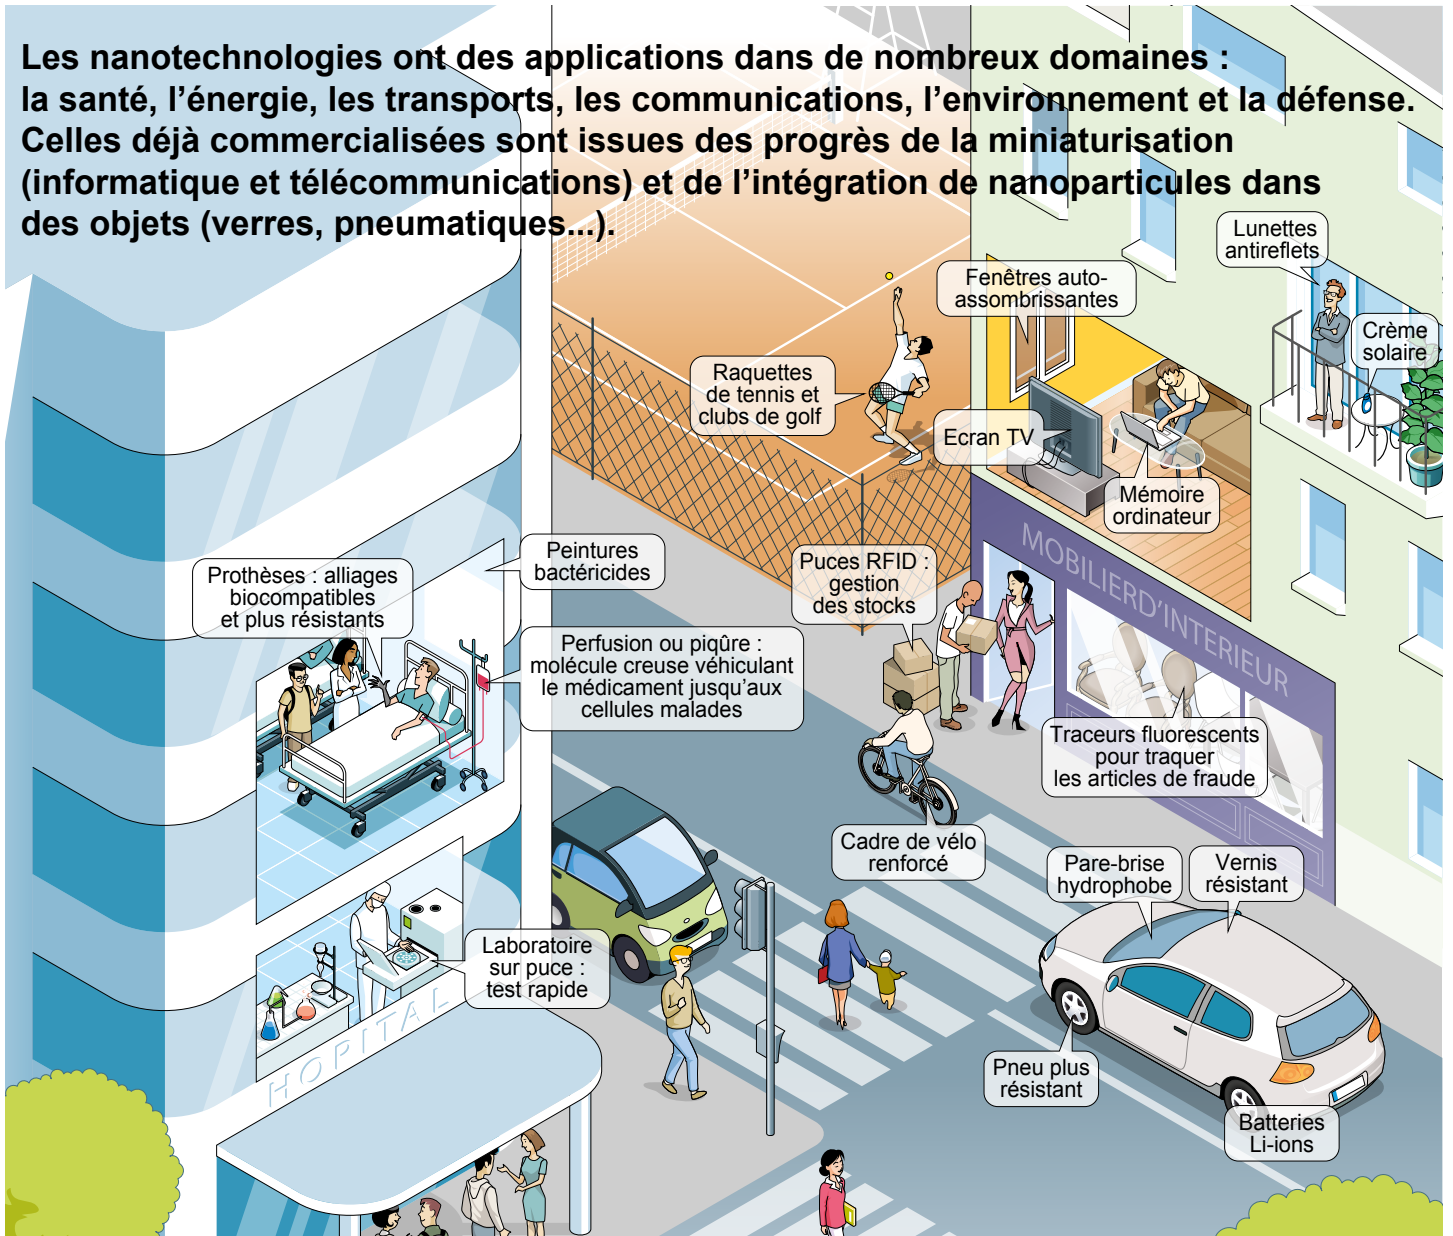 Les nanotechnologies ont des applications dans de nombreux domaines :
la santé, l'énergie, les transports, les communications, l'environnement et la défense.
Celles déjà commercialisées sont issues des progrès de la miniaturisation
(informatique et télécommunications) et de l'intégration de nanoparticules dans
des objets (verres, pneumatiques...).
Lunettes
antireflets
Fenêtres auto-
assombrissantes
Crème
solaire
Raquettes
de tennis et
clubs de golf
Ecran TV
Mémoire
ordinateur
Peintures
bactéricides
Prothèses : alliages
biocompatibles
et plus résistants
Puces RFID :
gestion
des stocks
MOBILIERD'INTERIEUR
Perfusion ou piqûre :
molécule creuse véhiculant
le médicament jusqu'aux
cellules malades
Traceurs fluorescents
pour traquer
les articles de fraude
Cadre de vélo
renforcé
Pare-brise
hydrophobe
Vernis
résistant
Laboratoire
sur puce :
test rapide
HOPITAL
Pneu plus
résistant
Batteries
Li-ions